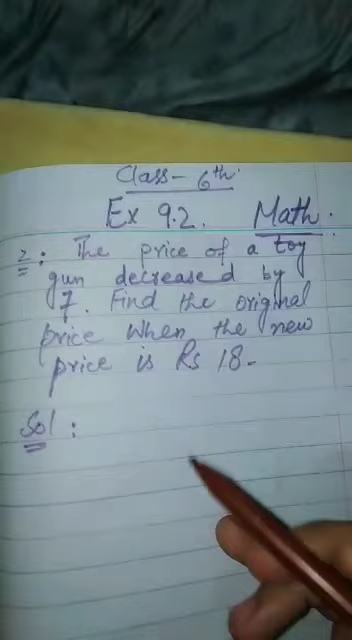 Class - 6th.
Ex 9.2. Math.
2: The price of a toy
gun decreased by
7. Find the original
price when the new
price is Rs 18-
Sol: